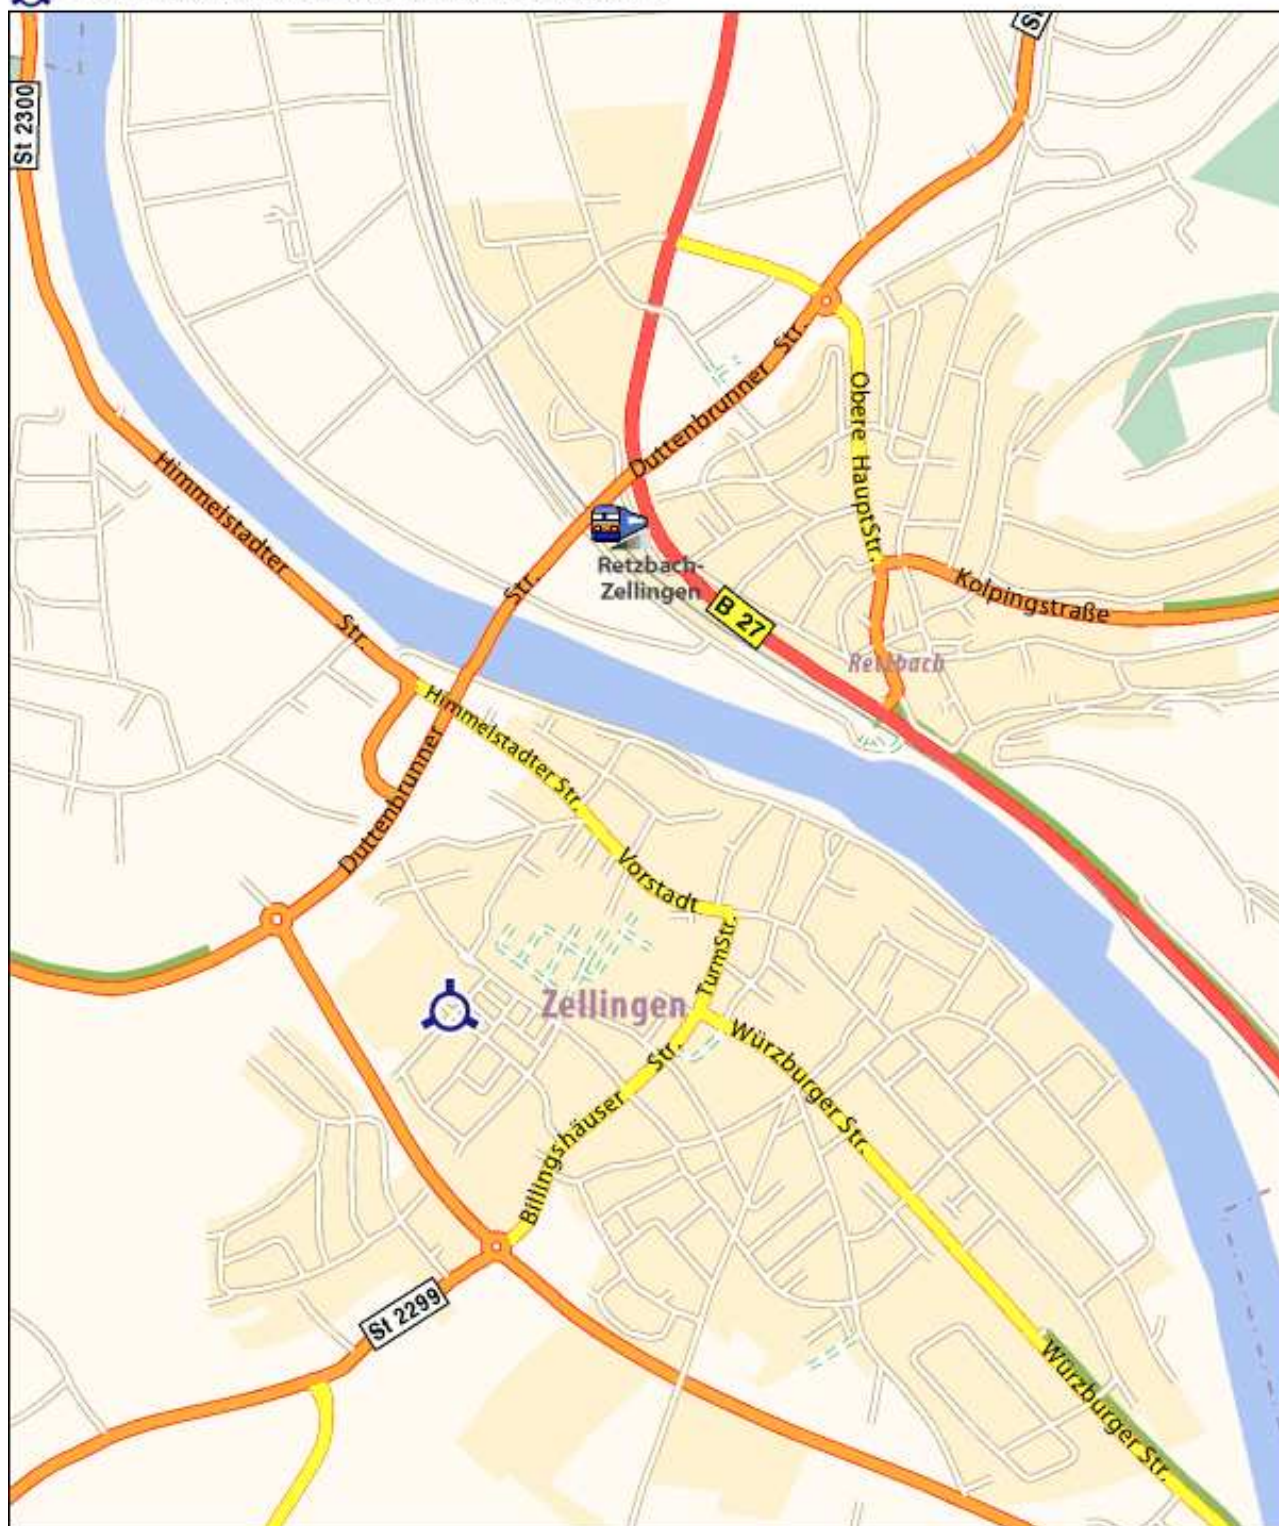 St 2300
Duttenbrunner Str.
Obere HauptStr.
Himmelstadter Str.
Retzbach-
Zellingen
B 27
Kolpingstraße
Retzbach
Str.
Himmelstadter Str.
Duttenbrunner
Vorstadt
TurmStr.
Zellingen
Würzburger Str.
Billingshäuser Str.
St 2299
Würzburger Str.